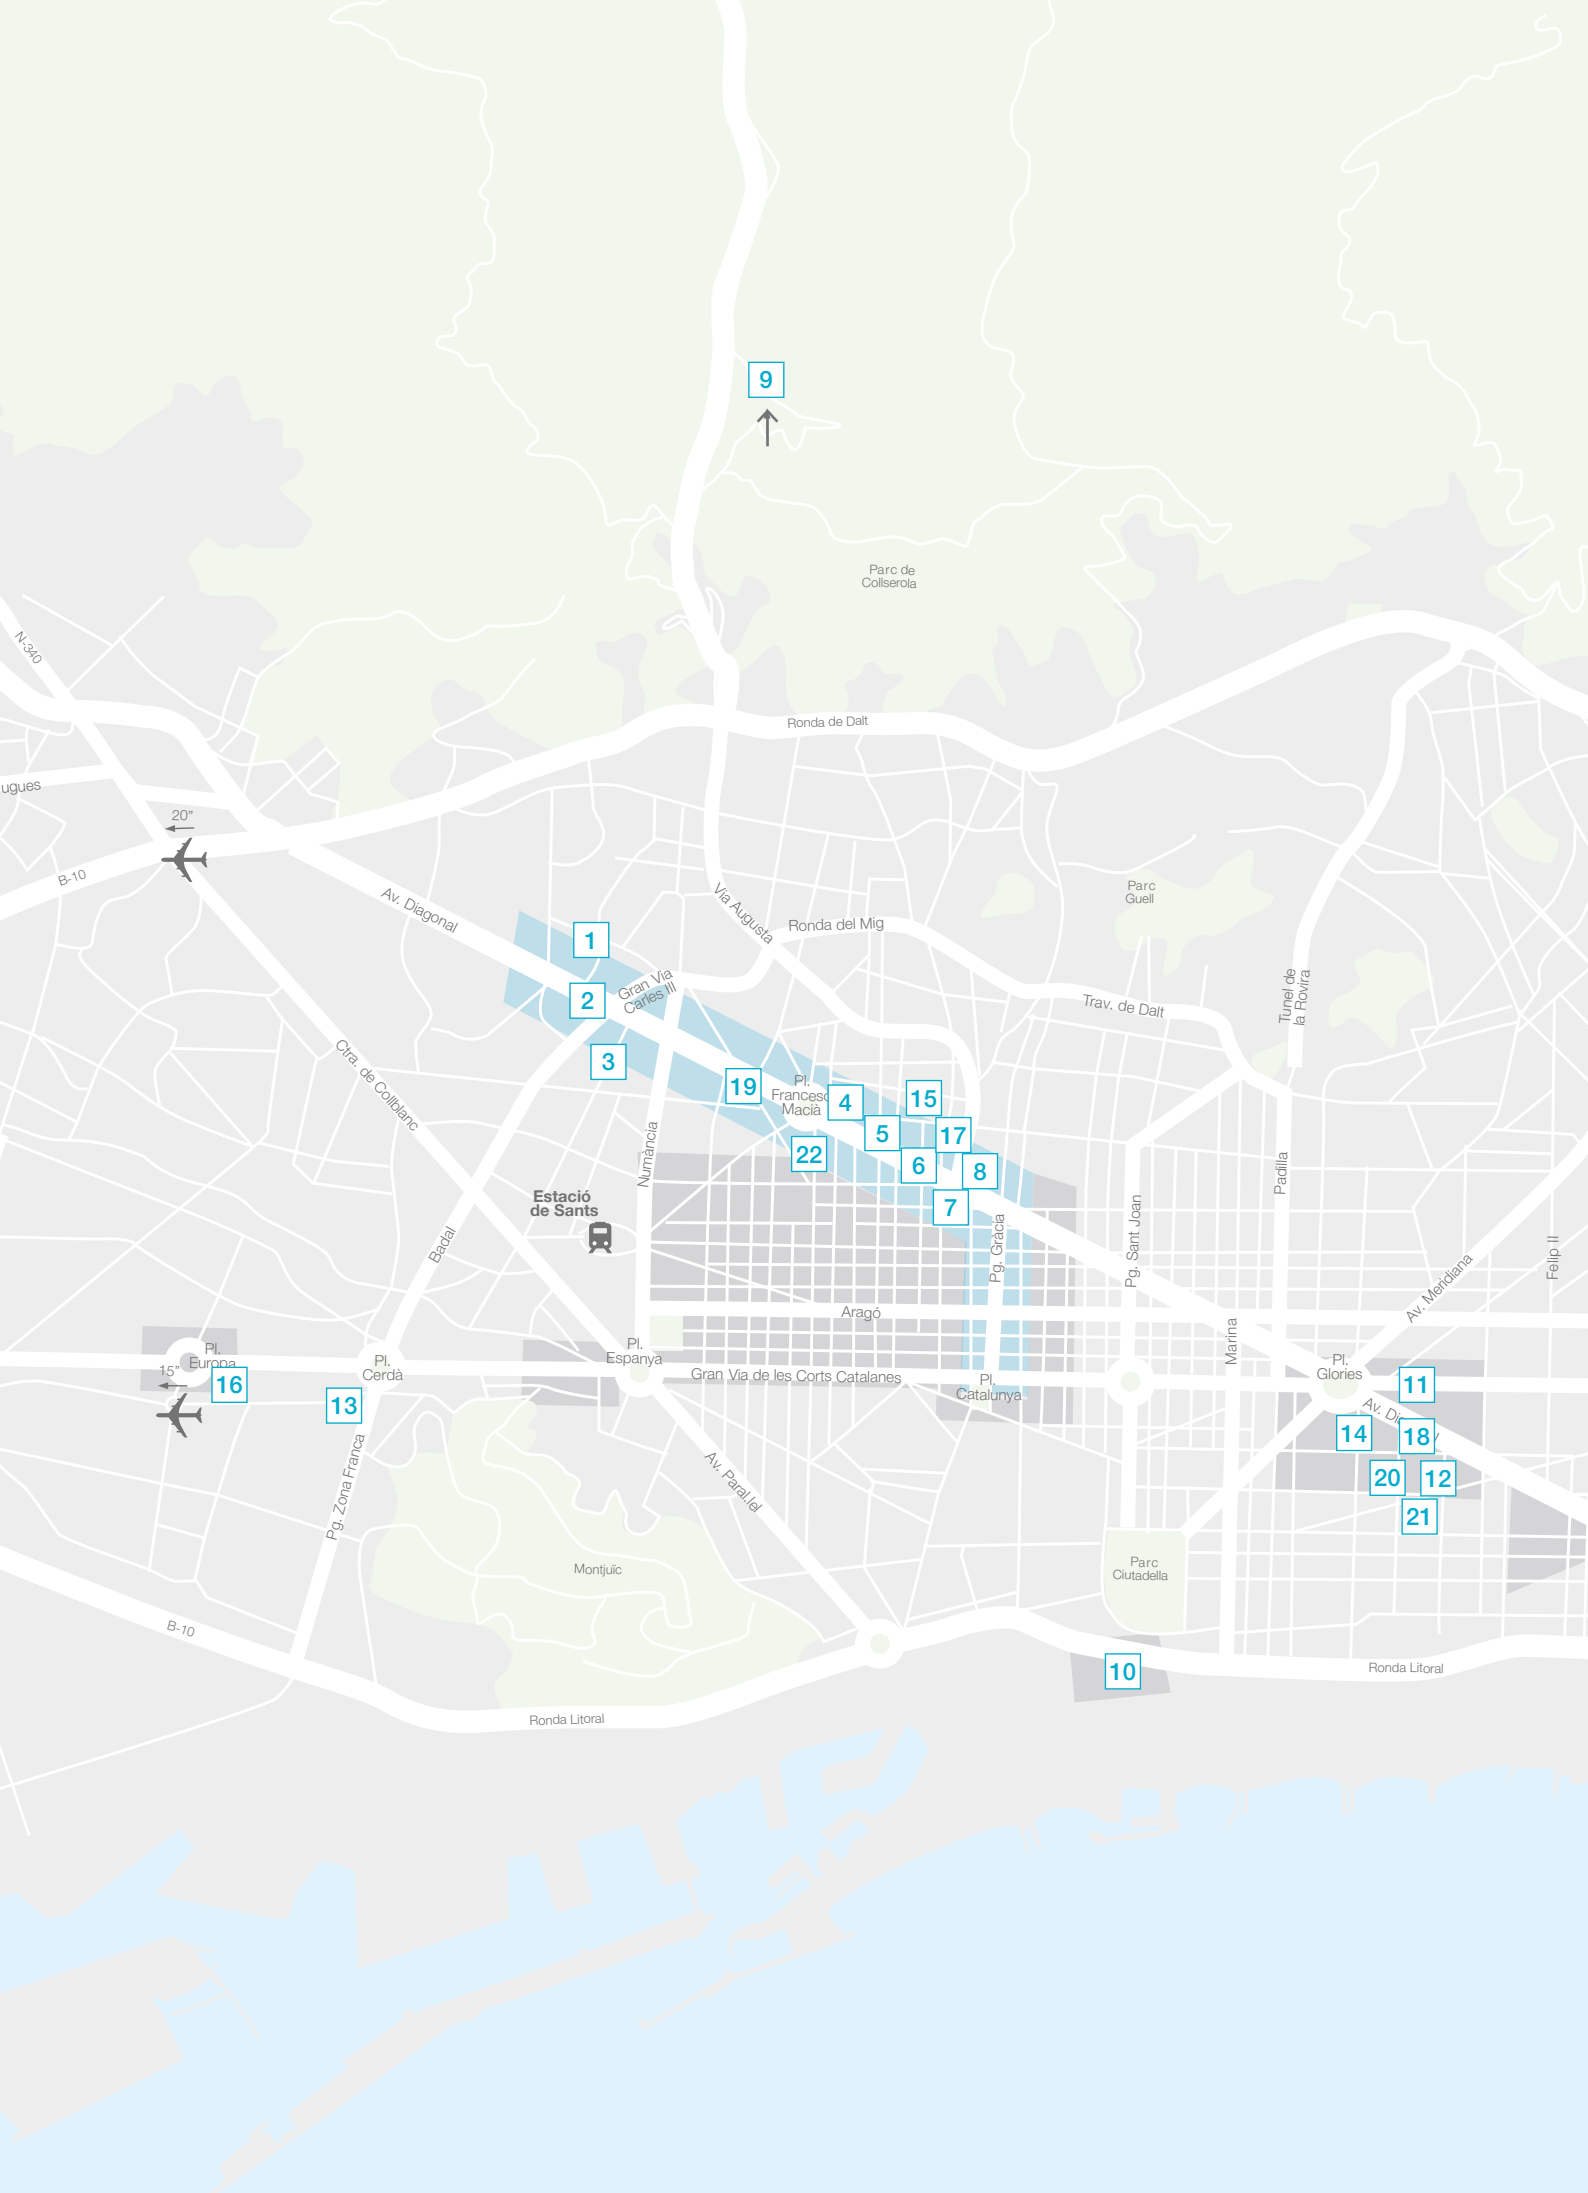 9
Parc de
Collserola
N-340
Ronda de Dalt
ugues
20”
B-10
Av. Diagonal
Via Augusta
Parc
Guell
Ronda del Mig
1
2
Gran Via
Carles III
Tunel de
la Rovira
Trav. de Dalt
Ctra. de Collblanc
3
19
Pl.
Francesc
Macià
4
15
5
17
22
6
8
7
Numància
Estació
de Sants
Badal
Pg. Gràcia
Pg. Sant Joan
Padilla
Felip II
Av. Meridiana
Aragó
Marina
Pl.
Europa
15”
16
Pl.
Cerdà
13
Pl.
Espanya
Gran Via de les Corts Catalanes
Pl.
Catalunya
Pl.
Glories
11
Av. Di
14
18
20
12
21
Pg. Zona Franca
Av. Paral.lel
Montjuïc
Parc
Ciutadella
B-10
10
Ronda Litoral
Ronda Litoral